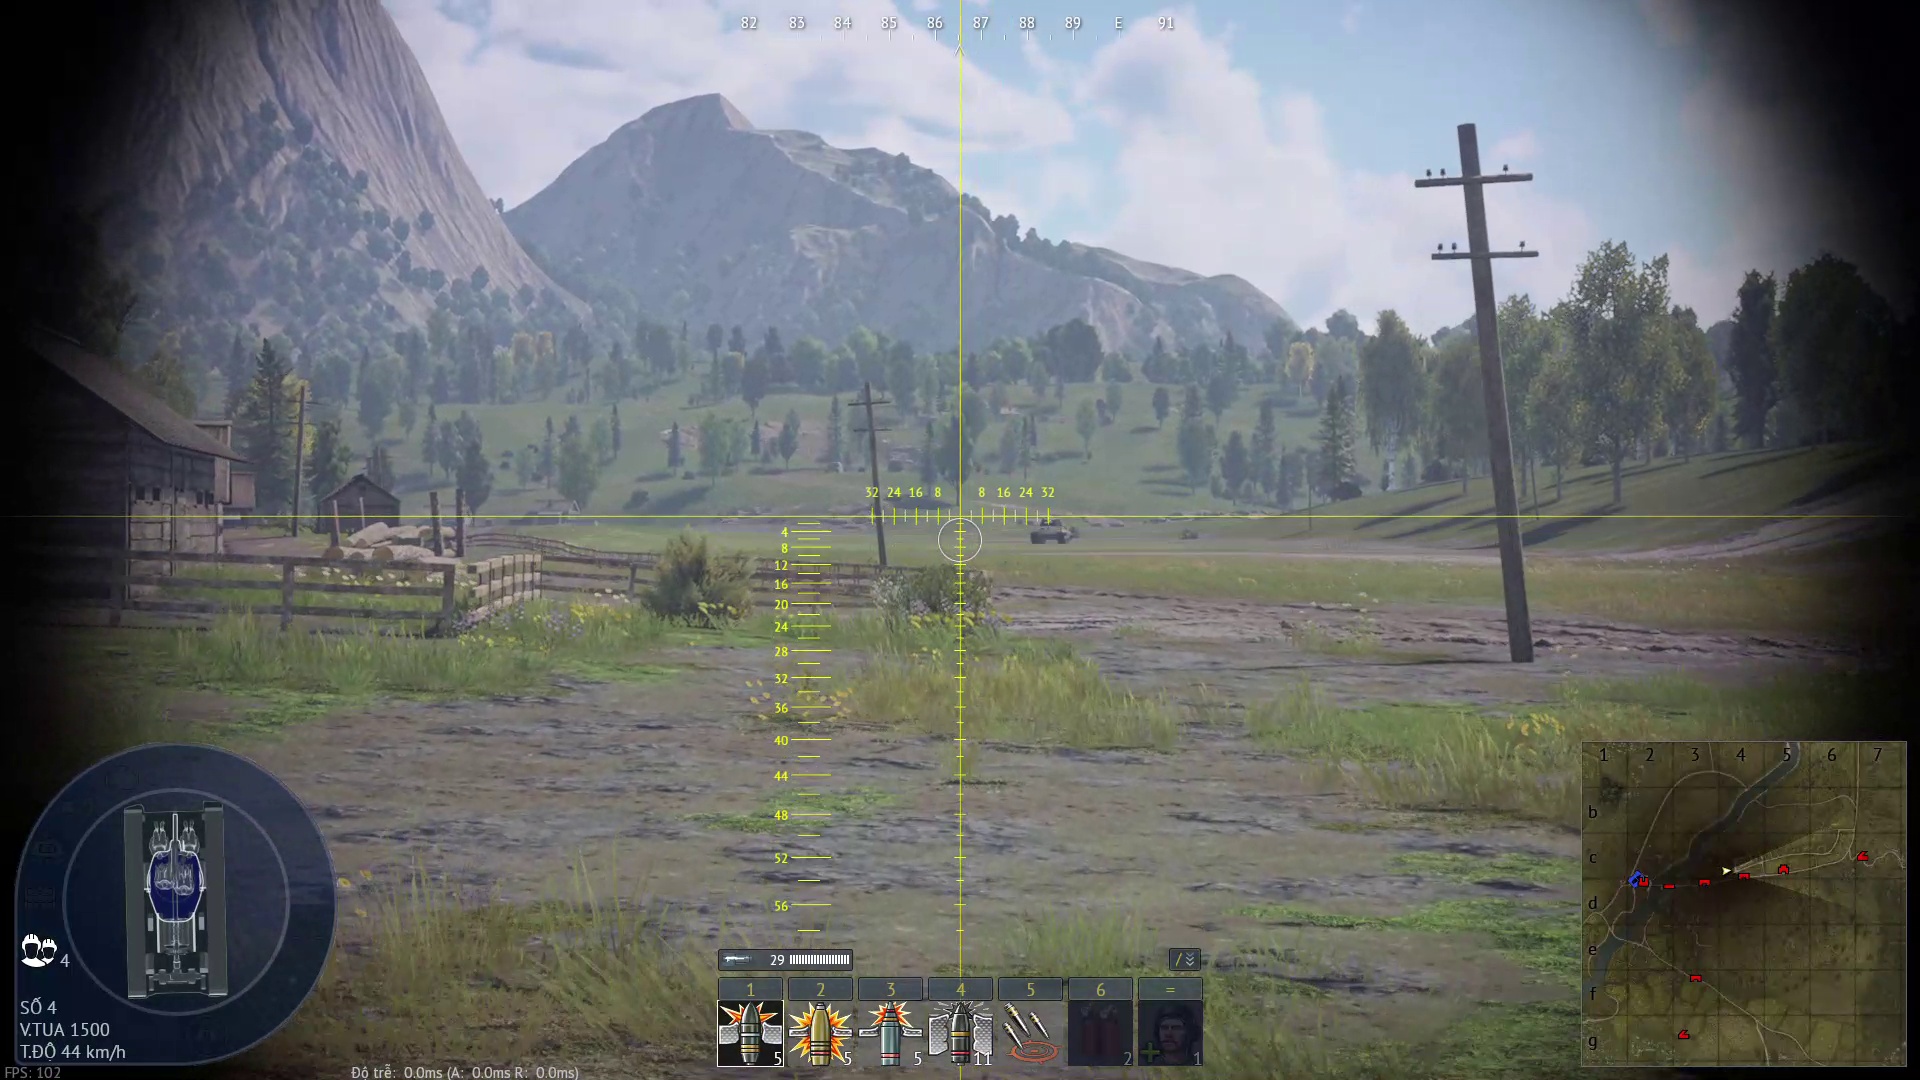 82 83 84 85 86 87 88 89 E 91
32 24 16 8 8 16 24 32
4
8
12
16
20
24
28
32
36
40
44
48
52
56
29
1 2 3 4 5 6 =
5 5 5 11 2 1
4
SỐ 4
V.TUA 1500
T.ĐỘ 44 km/h
FPS: 102
Độ trễ: 0.0ms (A: 0.0ms R: 0.0ms)
1 2 3 4 5 6 7
b
c
d
e
f
g